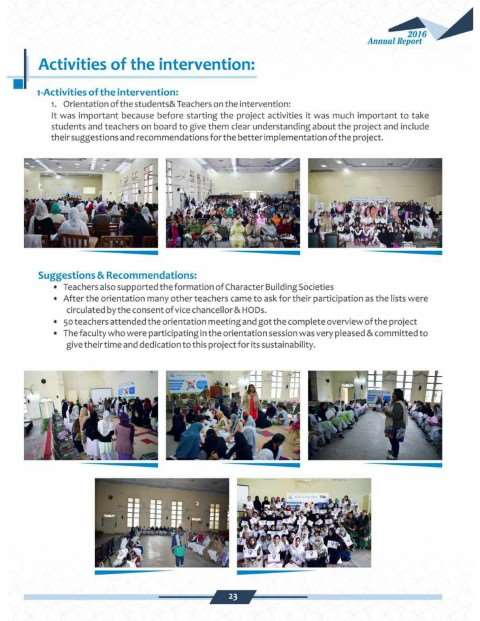 2016
Annual Report
Activities of the intervention:
1-Activities of the intervention:
1. Orientation of the students& Teachers on the intervention:
It was important because before starting the project activities it was much important to take
students and teachers on board to give them clear understanding about the project and include
their suggestions and recommendations for the better implementation of the project.
Suggestions & Recommendations:
• Teachers also supported the formation of Character Building Societies
• After the orientation many other teachers came to ask for their participation as the lists were
circulated by the consent of vice chancellor & HODs.
• 50 teachers attended the orientation meeting and got the complete overview of the project
• The faculty who were participating in the orientation session was very pleased & committed to
give their time and dedication to this project for its sustainability.
23